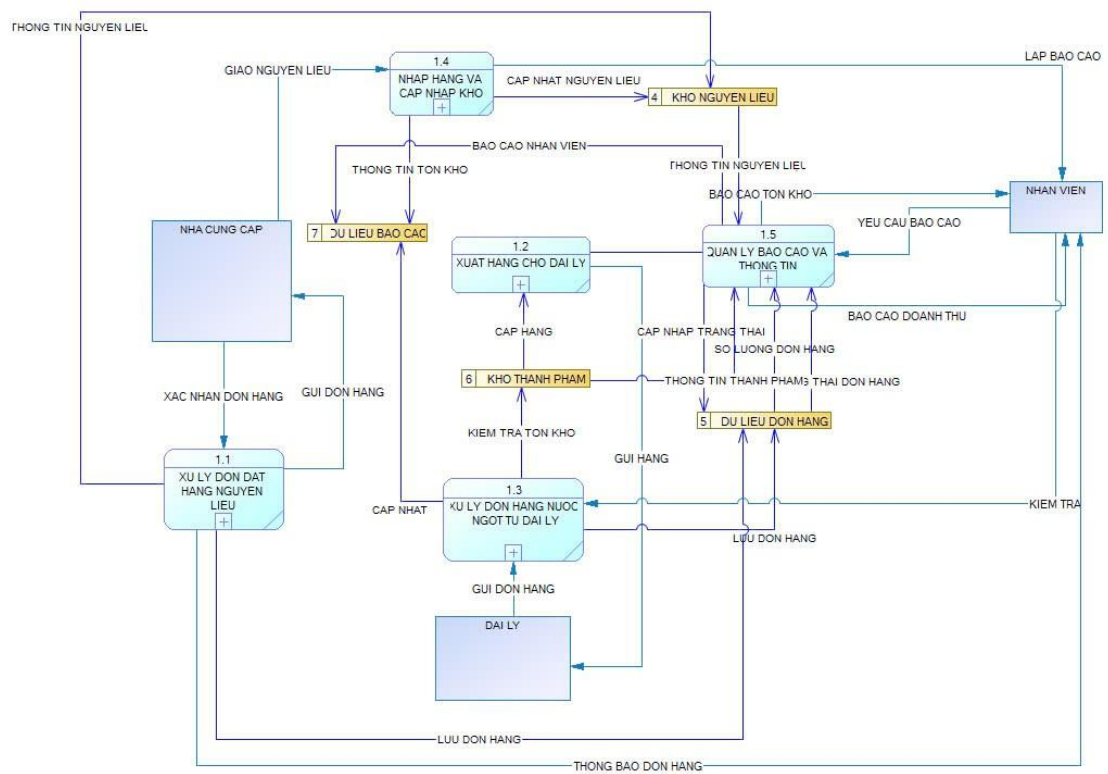 THONG TIN NGUYEN LIEU
LAP BAO CAO
1.4
NHAP HANG VA
CAP NHAP KHO
GIAO NGUYEN LIEU
CAP NHAT NGUYEN LIEU
4 KHO NGUYEN LIEU
BAO CAO NHAN VIEN
THONG TIN TON KHO
THONG TIN NGUYEN LIEU
BAO CAO TON KHO
NHAN VIEN
YEU CAU BAO CAO
NHA CUNG CAP
7 DU LIEU BAO CAO
1.2
XUAT HANG CHO DAI LY
1.5
QUAN LY BAO CAO VA
THONG TIN
BAO CAO DOANH THU
CAP HANG
CAP NHAP TRANG THAI
SO LUONG DON HANG
6 KHO THANH PHAM
THONG TIN THANH PHAM
THAI DON HANG
XAC NHAN DON HANG
GUI DON HANG
5 DU LIEU DON HANG
KIEM TRA TON KHO
GUI HANG
1.1
XU LY DON DAT
HANG NGUYEN
LIEU
1.3
XU LY DON HANG NUOC
NGOT TU DAI LY
CAP NHAT
KIEM TRA
LUU DON HANG
GUI DON HANG
DAI LY
LUU DON HANG
THONG BAO DON HANG